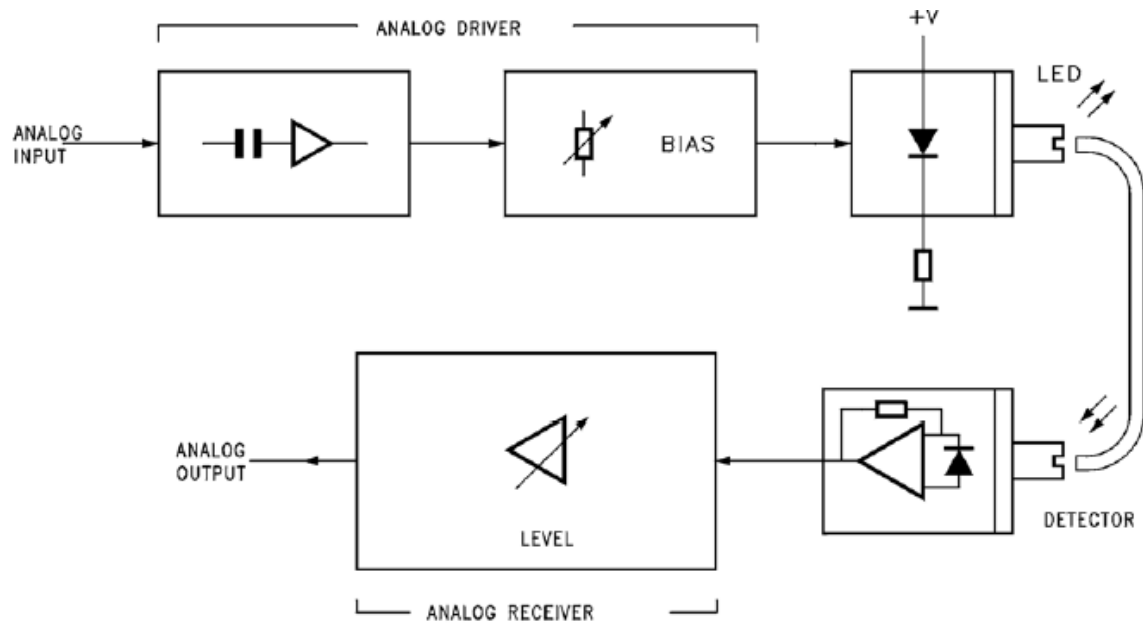 ANALOG DRIVER
+V
LED
ANALOG
INPUT
BIAS
ANALOG
OUTPUT
LEVEL
DETECTOR
ANALOG RECEIVER